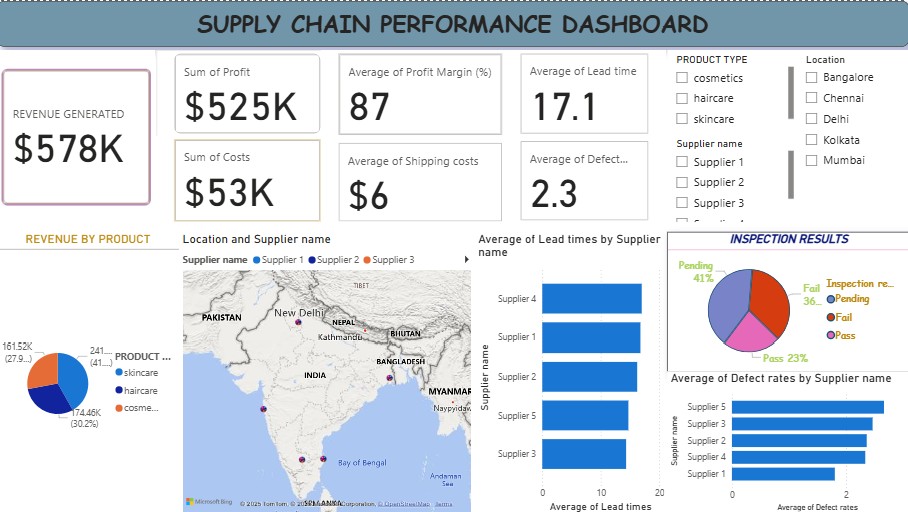 SUPPLY CHAIN PERFORMANCE DASHBOARD
REVENUE GENERATED
$578K
Sum of Profit
$525K
Average of Profit Margin (%)
87
Average of Lead time
17.1
Sum of Costs
$53K
Average of Shipping costs
$6
Average of Defect...
2.3
PRODUCT TYPE
cosmetics
haircare
skincare
Supplier name
Supplier 1
Supplier 2
Supplier 3
Location
Bangalore
Chennai
Delhi
Kolkata
Mumbai
REVENUE BY PRODUCT
161.52K
(27.9...)
241...
(41....)
174.46K
(30.2%)
PRODUCT ...
skincare
haircare
cosme...
Location and Supplier name
Supplier name Supplier 1 Supplier 2 Supplier 3
TIBET
PAKISTAN
New Delhi
NEPAL
Kathmandu
BHUTAN
BANGLADESH
INDIA
MYANMAR
Naypyidaw
Bay of Bengal
Andaman
Sea
SRI LANKA
Microsoft Bing
© 2025 TomTom, © 2025 Microsoft Corporation, © OpenStreetMap Terms
Average of Lead times by Supplier
name
Supplier name
Supplier 4
Supplier 1
Supplier 2
Supplier 5
Supplier 3
0 10 20
Average of Lead times
INSPECTION RESULTS
Pending
41%
Fail
36...
Pass 23%
Inspection re...
Pending
Fail
Pass
Average of Defect rates by Supplier name
Supplier name
Supplier 5
Supplier 3
Supplier 2
Supplier 4
Supplier 1
0 2
Average of Defect rates